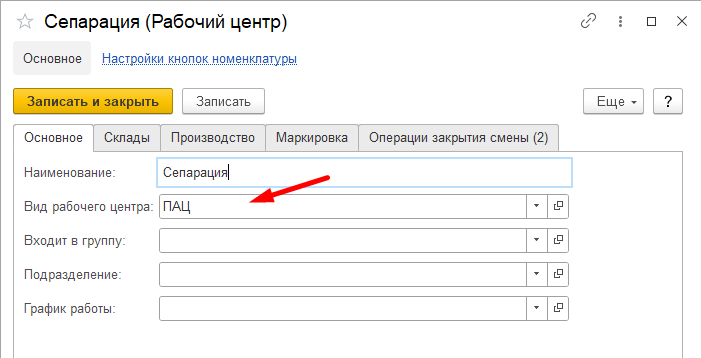 Сепарация (Рабочий центр)
Основное Настройки кнопок номенклатуры
Записать и закрыть Записать Еще ?
Основное Склады Производство Маркировка Операции закрытия смены (2)
Наименование: Сепарация
Вид рабочего центра: ПАЦ
Входит в группу:
Подразделение:
График работы: